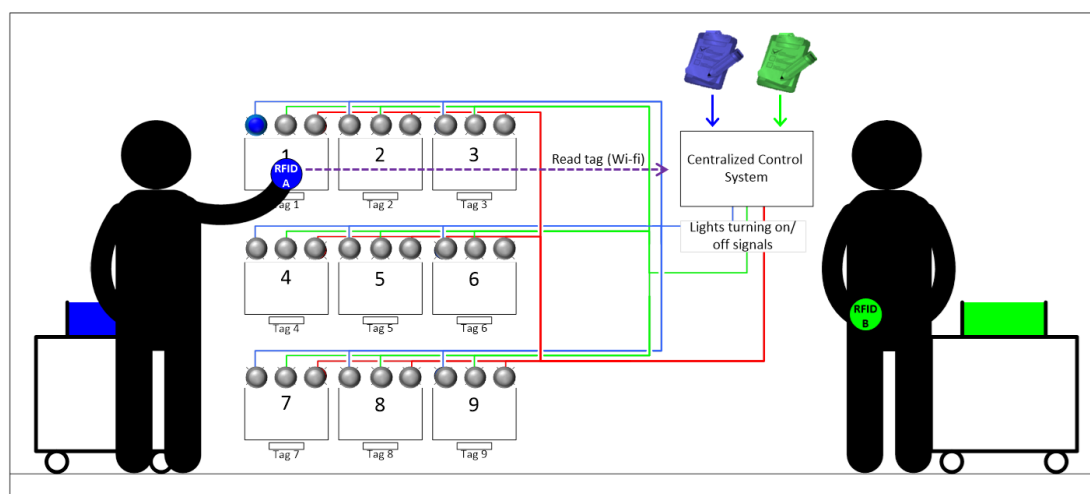 1
2
3
RFID
A
Read tag (Wi-fi)
Centralized Control
System
Tag 1
Tag 2
Tag 3
Lights turning on/
off signals
4
5
6
Tag 4
Tag 5
Tag 6
RFID
B
7
8
9
Tag 7
Tag 8
Tag 9